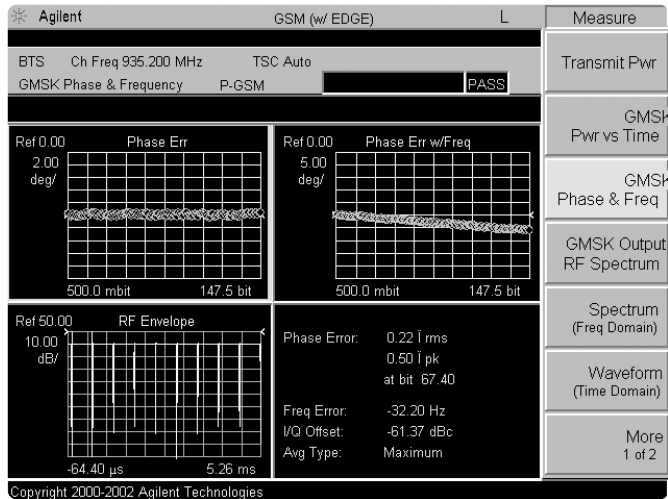 Agilent GSM (w/ EDGE) L Measure
BTS Ch Freq 935.200 MHz TSC Auto
GMSK Phase & Frequency P-GSM PASS
Transmit Pwr
GMSK
Pwr vs Time
GMSK
Phase & Freq
GMSK Output
RF Spectrum
Spectrum
(Freq Domain)
Waveform
(Time Domain)
More
1 of 2
Ref 0.00 Phase Err
2.00
deg/
500.0 mbit 147.5 bit
Ref 0.00 Phase Err w/Freq
5.00
deg/
500.0 mbit 147.5 bit
Ref 50.00 RF Envelope
10.00
dB/
-64.40 µs 5.26 ms
Phase Error: 0.22 Ï rms
0.50 Ï pk
at bit 67.40
Freq Error: -32.20 Hz
I/Q Offset: -61.37 dBc
Avg Type: Maximum
Copyright 2000-2002 Agilent Technologies